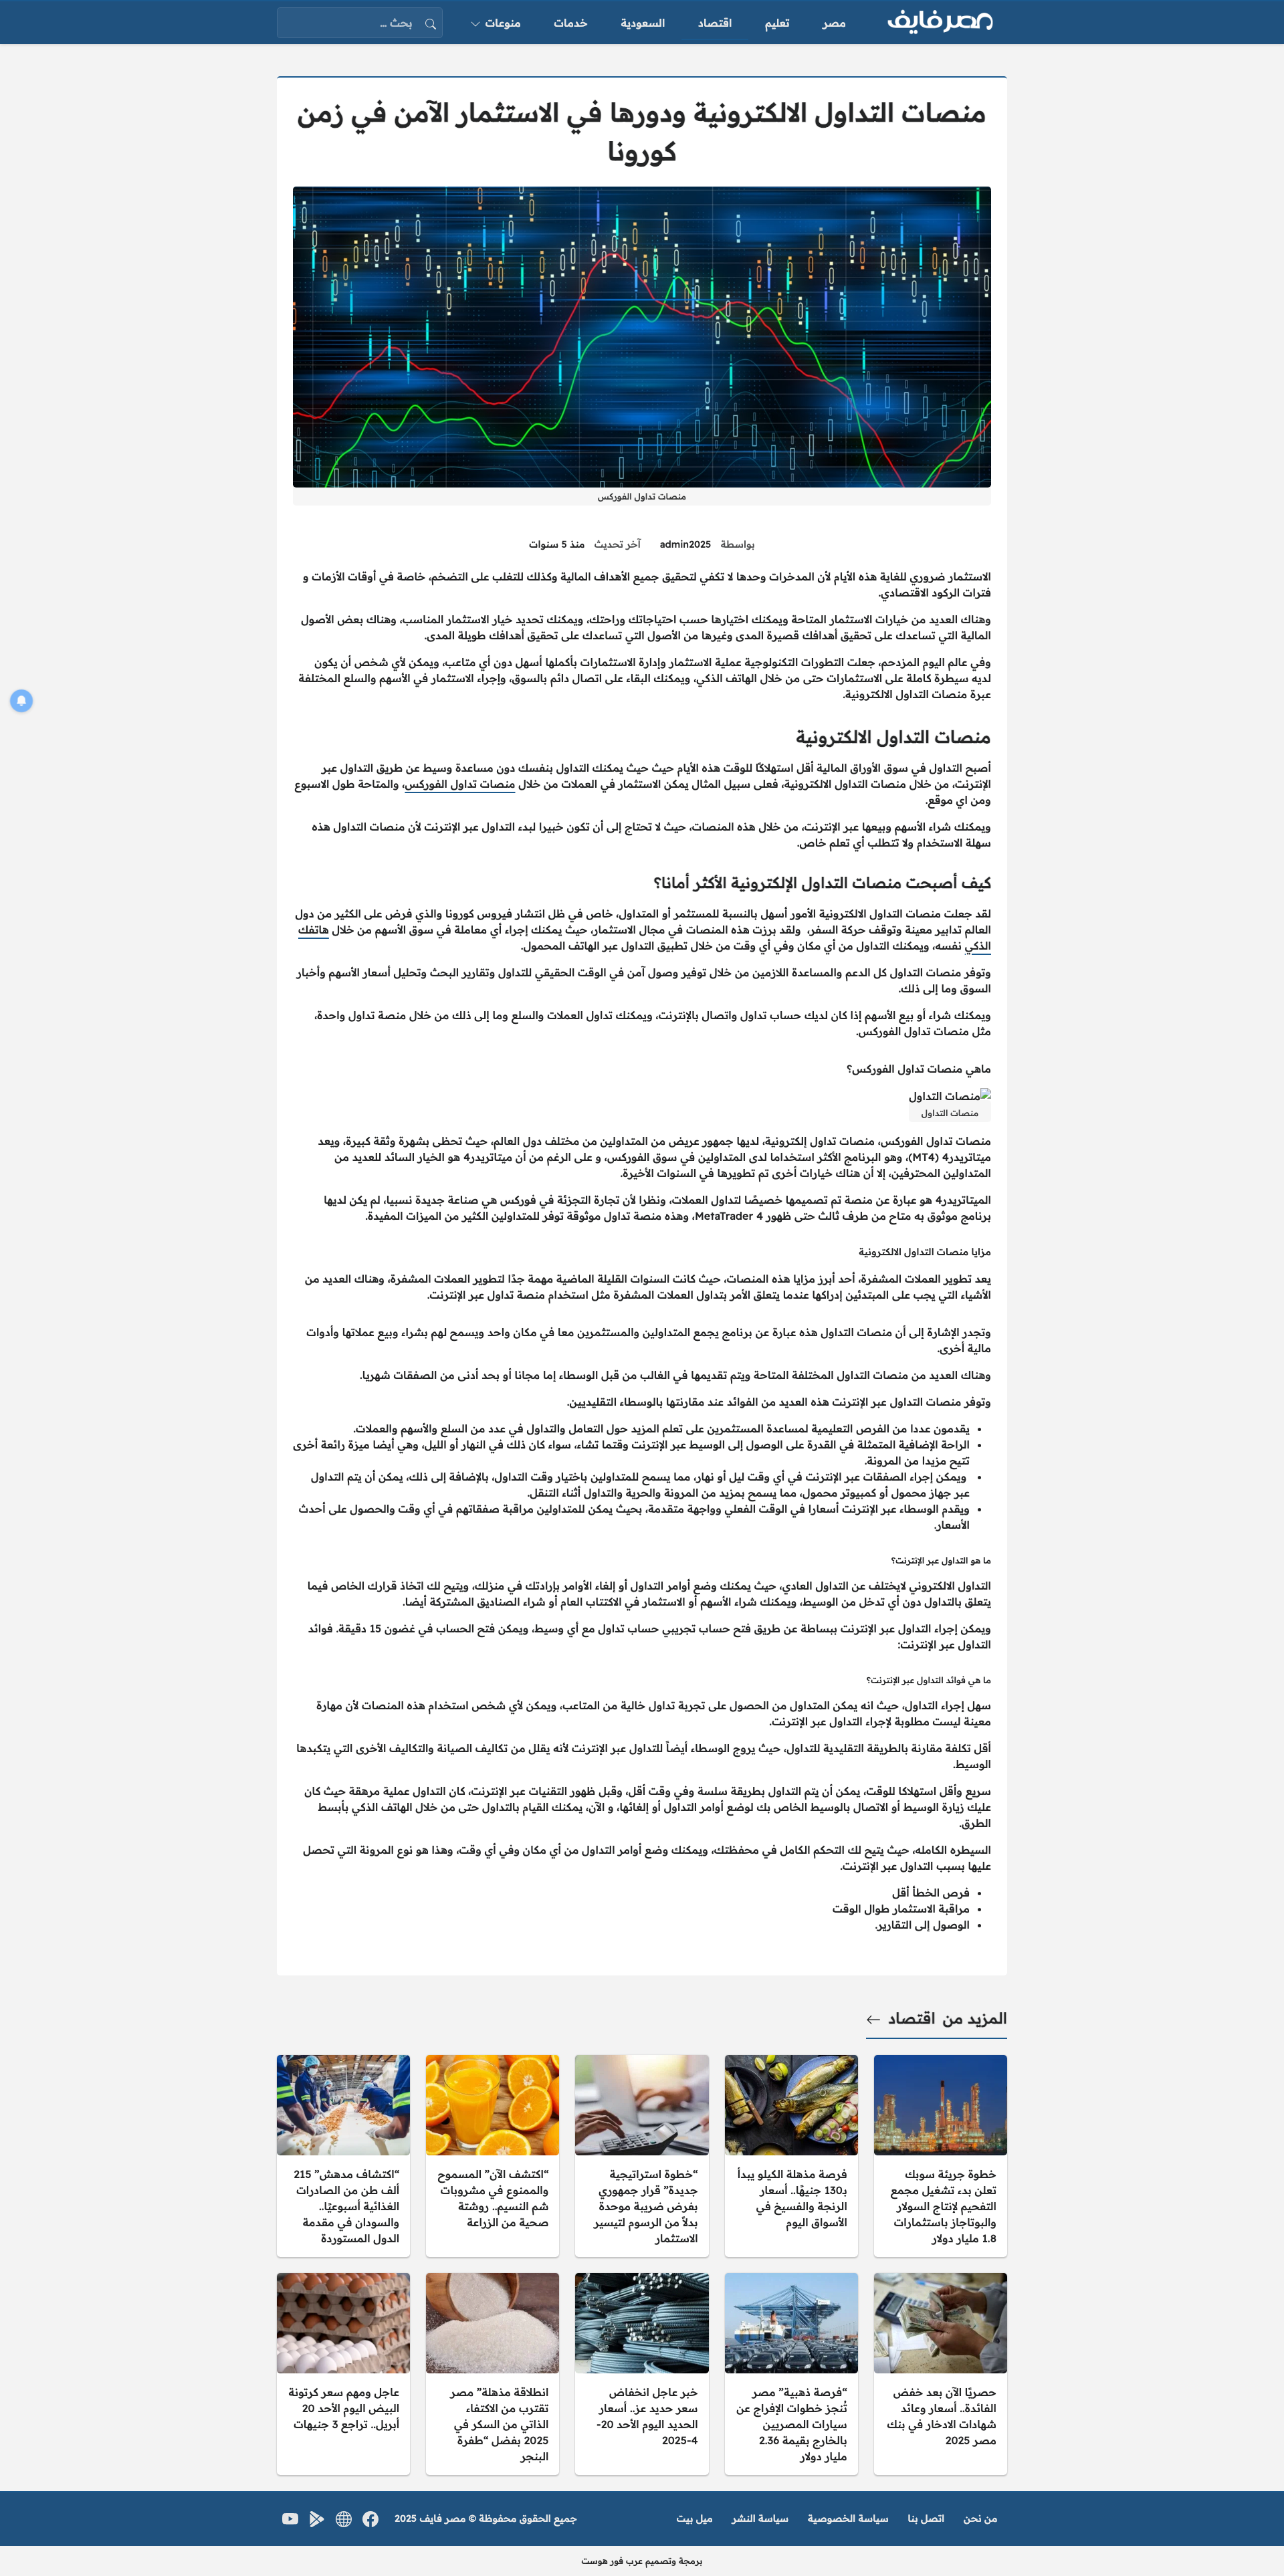 مصر فايف
مصر
تعليم
اقتصاد
السعودية
خدمات
منوعات
بحث ...
منصات التداول الالكترونية ودورها في الاستثمار الآمن في زمن
كورونا
منصات تداول الفوركس
بواسطة admin2025 آخر تحديث منذ 5 سنوات
الاستثمار ضروري للغاية هذه الأيام لأن المدخرات وحدها لا تكفي لتحقيق جميع الأهداف المالية وكذلك للتغلب على التضخم، خاصة في أوقات الأزمات و
فترات الركود الاقتصادي.
وهناك العديد من خيارات الاستثمار المتاحة ويمكنك اختيارها حسب احتياجاتك وراحتك، ويمكنك تحديد خيار الاستثمار المناسب، وهناك بعض الأصول
المالية التي تساعدك على تحقيق أهدافك قصيرة المدى وغيرها من الأصول التي تساعدك على تحقيق أهدافك طويلة المدى.
وفي عالم اليوم المزدحم، جعلت التطورات التكنولوجية عملية الاستثمار وإدارة الاستثمارات بأكملها أسهل دون أي متاعب، ويمكن لأي شخص أن يكون
لديه سيطرة كاملة على الاستثمارات حتى من خلال الهاتف الذكي، ويمكنك البقاء على اتصال دائم بالسوق، وإجراء الاستثمار في الأسهم والسلع المختلفة
عبرة منصات التداول الالكترونية.
منصات التداول الالكترونية
أصبح التداول في سوق الأوراق المالية أقل استهلاكًا للوقت هذه الأيام حيث حيث يمكنك التداول بنفسك دون مساعدة وسيط عن طريق التداول عبر
الإنترنت، من خلال منصات التداول الالكترونية، فعلى سبيل المثال يمكن الاستثمار في العملات من خلال منصات تداول الفوركس، والمتاحة طول الاسبوع
ومن اي موقع.
ويمكنك شراء الأسهم وبيعها عبر الإنترنت، من خلال هذه المنصات، حيث لا تحتاج إلى أن تكون خبيرا لبدء التداول عبر الإنترنت لأن منصات التداول هذه
سهلة الاستخدام ولا تتطلب أي تعلم خاص.
كيف أصبحت منصات التداول الإلكترونية الأكثر أمانا؟
لقد جعلت منصات التداول الالكترونية الأمور أسهل بالنسبة للمستثمر أو المتداول، خاص في ظل انتشار فيروس كورونا والذي فرض على الكثير من دول
العالم تدابير معينة وتوقف حركة السفر، ولقد برزت هذه المنصات في مجال الاستثمار، حيث يمكنك إجراء أي معاملة في سوق الأسهم من خلال هاتفك
الذكي نفسه، ويمكنك التداول من أي مكان وفي أي وقت من خلال تطبيق التداول عبر الهاتف المحمول.
وتوفر منصات التداول كل الدعم والمساعدة اللازمين من خلال توفير وصول آمن في الوقت الحقيقي للتداول وتقارير البحث وتحليل أسعار الأسهم وأخبار
السوق وما إلى ذلك.
ويمكنك شراء أو بيع الأسهم إذا كان لديك حساب تداول واتصال بالإنترنت، ويمكنك تداول العملات والسلع وما إلى ذلك من خلال منصة تداول واحدة،
مثل منصات تداول الفوركس.
ماهي منصات تداول الفوركس؟
منصات التداول
منصات التداول
منصات تداول الفوركس، منصات تداول إلكترونية، لديها جمهور عريض من المتداولين من مختلف دول العالم، حيث تحظى بشهرة وثقة كبيرة، ويعد
ميتاتريدر4 (MT4)، وهو البرنامج الأكثر استخداما لدى المتداولين في سوق الفوركس، و على الرغم من أن ميتاتريدر4 هو الخيار السائد للعديد من
المتداولين المحترفين، إلا أن هناك خيارات أخرى تم تطويرها في السنوات الأخيرة.
الميتاتريدر4 هو عبارة عن منصة تم تصميمها خصيصًا لتداول العملات، ونظرا لأن تجارة التجزئة في فوركس هي صناعة جديدة نسبيا، لم يكن لديها
برنامج موثوق به متاح من طرف ثالث حتى ظهور MetaTrader 4، وهذه منصة تداول موثوقة توفر للمتداولين الكثير من الميزات المفيدة.
مزايا منصات التداول الالكترونية
يعد تطوير العملات المشفرة، أحد أبرز مزايا هذه المنصات، حيث كانت السنوات القليلة الماضية مهمة جدًا لتطوير العملات المشفرة، وهناك العديد من
الأشياء التي يجب على المبتدئين إدراكها عندما يتعلق الأمر بتداول العملات المشفرة مثل استخدام منصة تداول عبر الإنترنت.
وتجدر الإشارة إلى أن منصات التداول هذه عبارة عن برنامج يجمع المتداولين والمستثمرين معا في مكان واحد ويسمح لهم بشراء وبيع عملاتها وأدوات
مالية أخرى.
وهناك العديد من منصات التداول المختلفة المتاحة ويتم تقديمها في الغالب من قبل الوسطاء إما مجانا أو بحد أدنى من الصفقات شهريا.
وتوفر منصات التداول عبر الإنترنت هذه العديد من الفوائد عند مقارنتها بالوسطاء التقليديين.
• يقدمون عددا من الفرص التعليمية لمساعدة المستثمرين على تعلم المزيد حول التعامل والتداول في عدد من السلع والأسهم والعملات.
• الراحة الإضافية المتمثلة في القدرة على الوصول إلى الوسيط عبر الإنترنت وقتما تشاء، سواء كان ذلك في النهار أو الليل، وهي أيضا ميزة رائعة أخرى
تتيح مزيدا من المرونة.
• ويمكن إجراء الصفقات عبر الإنترنت في أي وقت ليل أو نهار، مما يسمح للمتداولين باختيار وقت التداول، بالإضافة إلى ذلك، يمكن أن يتم التداول
عبر جهاز محمول أو كمبيوتر محمول، مما يسمح بمزيد من المرونة والحرية والتداول أثناء التنقل.
• ويقدم الوسطاء عبر الإنترنت أسعارا في الوقت الفعلي وواجهة متقدمة، بحيث يمكن للمتداولين مراقبة صفقاتهم في أي وقت والحصول على أحدث
الأسعار.
ما هو التداول عبر الإنترنت؟
التداول الالكتروني لايختلف عن التداول العادي، حيث يمكنك وضع أوامر التداول أو إلغاء الأوامر بإرادتك في منزلك، ويتيح لك اتخاذ قرارك الخاص فيما
يتعلق بالتداول دون أي تدخل من الوسيط، ويمكنك شراء الأسهم أو الاستثمار في الاكتتاب العام أو شراء الصناديق المشتركة أيضا.
ويمكن إجراء التداول عبر الإنترنت ببساطة عن طريق فتح حساب تجريبي حساب تداول مع أي وسيط، ويمكن فتح الحساب في غضون 15 دقيقة. فوائد
التداول عبر الإنترنت:
ما هي فوائد التداول عبر الإنترنت؟
سهل إجراء التداول، حيث انه يمكن المتداول من الحصول على تجربة تداول خالية من المتاعب، ويمكن لأي شخص استخدام هذه المنصات لأن مهارة
معينة ليست مطلوبة لإجراء التداول عبر الإنترنت.
أقل تكلفة مقارنة بالطريقة التقليدية للتداول، حيث يروج الوسطاء أيضاً للتداول عبر الإنترنت لأنه يقلل من تكاليف الصيانة والتكاليف الأخرى التي يتكبدها
الوسيط.
سريع وأقل استهلاكا للوقت، يمكن أن يتم التداول بطريقة سلسة وفي وقت أقل، وقبل ظهور التقنيات عبر الإنترنت، كان التداول عملية مرهقة حيث كان
عليك زيارة الوسيط أو الاتصال بالوسيط الخاص بك لوضع أوامر التداول أو إلغائها، و الآن، يمكنك القيام بالتداول حتى من خلال الهاتف الذكي بأبسط
الطرق.
السيطره الكامله، حيث يتيح لك التحكم الكامل في محفظتك، ويمكنك وضع أوامر التداول من أي مكان وفي أي وقت، وهذا هو نوع المرونة التي تحصل
عليها بسبب التداول عبر الإنترنت.
• فرص الخطأ أقل
• مراقبة الاستثمار طوال الوقت
• الوصول إلى التقارير.
المزيد من اقتصاد
خطوة جريئة سوبك
تعلن بدء تشغيل مجمع
التفحيم لإنتاج السولار
والبوتاجاز باستثمارات
1.8 مليار دولار
فرصة مذهلة الكيلو يبدأ
بـ130 جنيهًا.. أسعار
الرنجة والفسيخ في
الأسواق اليوم
“خطوة استراتيجية
جديدة” قرار جمهوري
بفرض ضريبة موحدة
بدلاً من الرسوم لتيسير
الاستثمار
“اكتشف الآن” المسموح
والممنوع في مشروبات
شم النسيم.. روشتة
صحية من الزراعة
“اكتشاف مدهش” 215
ألف طن من الصادرات
الغذائية أسبوعيًا..
والسودان في مقدمة
الدول المستوردة
حصريًا الآن بعد خفض
الفائدة.. أسعار وعائد
شهادات الادخار في بنك
مصر 2025
“فرصة ذهبية” مصر
تُنجز خطوات الإفراج عن
سيارات المصريين
بالخارج بقيمة 2.36
مليار دولار
خبر عاجل انخفاض
سعر حديد عز.. أسعار
الحديد اليوم الأحد 20-
4-2025
انطلاقة مذهلة” مصر
تقترب من الاكتفاء
الذاتي من السكر في
2025 بفضل “طفرة
البنجر
عاجل ومهم سعر كرتونة
البيض اليوم الأحد 20
أبريل.. تراجع 3 جنيهات
من نحن
اتصل بنا
سياسة الخصوصية
سياسة النشر
ميل بيت
جميع الحقوق محفوظة © مصر فايف 2025
برمجة وتصميم عرب فور هوست